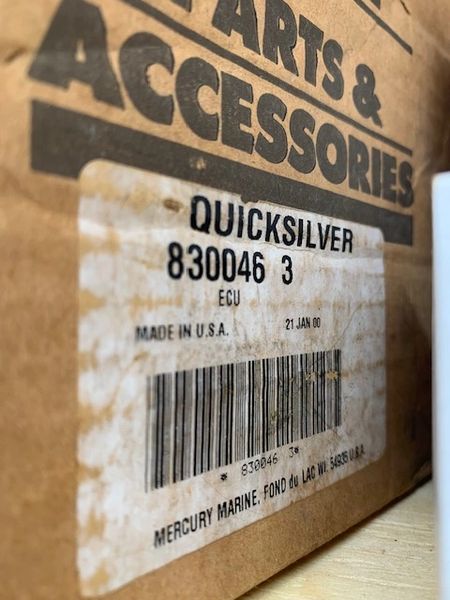 PARTS &
ACCESSORIES
QUICKSILVER
830046 3
ECU
MADE IN U.S.A. 21 JAN 00
* 830046 3*
MERCURY MARINE, FOND du LAC WI. 54935 U.S.A.